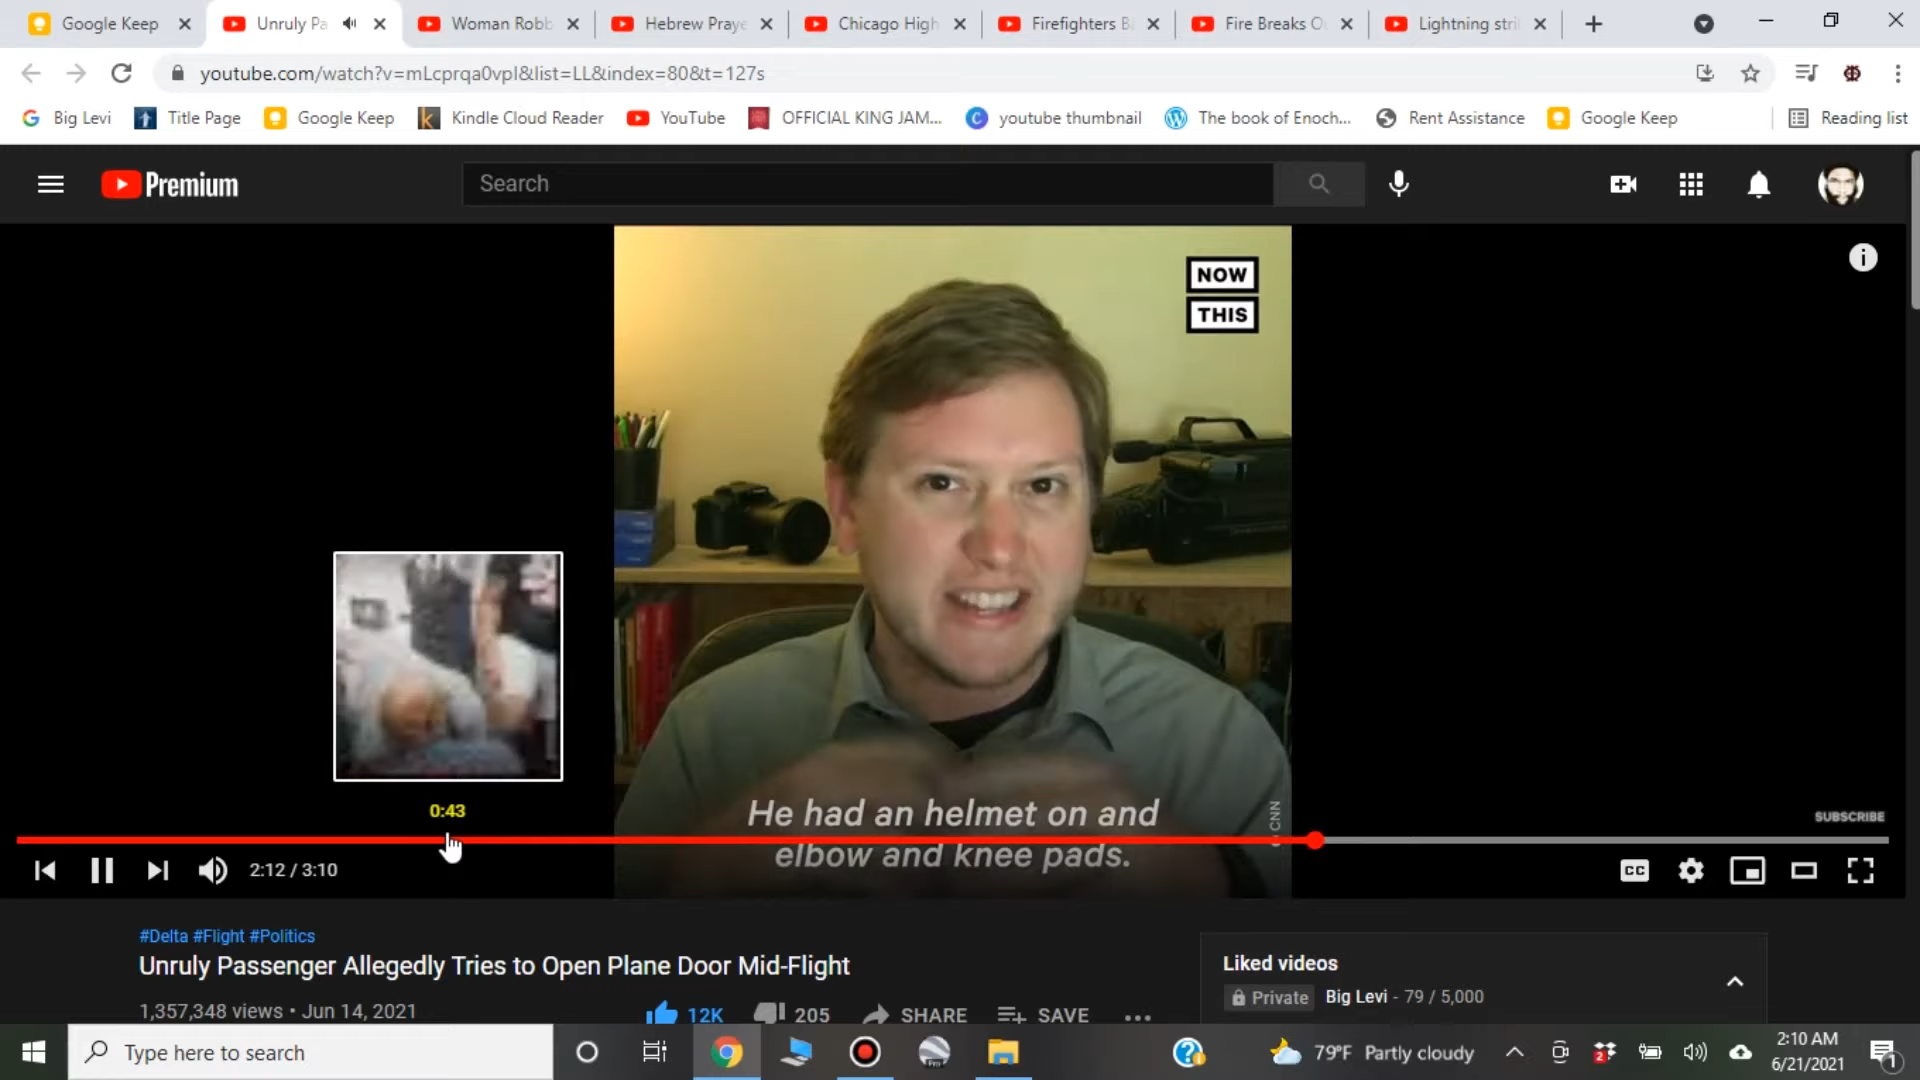 Google Keep
Unruly Pa
Woman Robb
Hebrew Praye
Chicago High
Firefighters B
Fire Breaks O
Lightning stri
youtube.com/watch?v=mLcprqa0vpI&list=LL&index=80&t=127s
Big Levi
Title Page
Google Keep
Kindle Cloud Reader
YouTube
OFFICIAL KING JAM...
youtube thumbnail
The book of Enoch...
Rent Assistance
Google Keep
Reading list
Premium
Search
NOW
THIS
0:43
He had an helmet on and
elbow and knee pads.
CNN
SUBSCRIBE
2:12 / 3:10
CC
#Delta #Flight #Politics
Unruly Passenger Allegedly Tries to Open Plane Door Mid-Flight
1,357,348 views • Jun 14, 2021
12K
205
SHARE
SAVE
Liked videos
Private
Big Levi - 79 / 5,000
Type here to search
79°F Partly cloudy
2:10 AM
6/21/2021